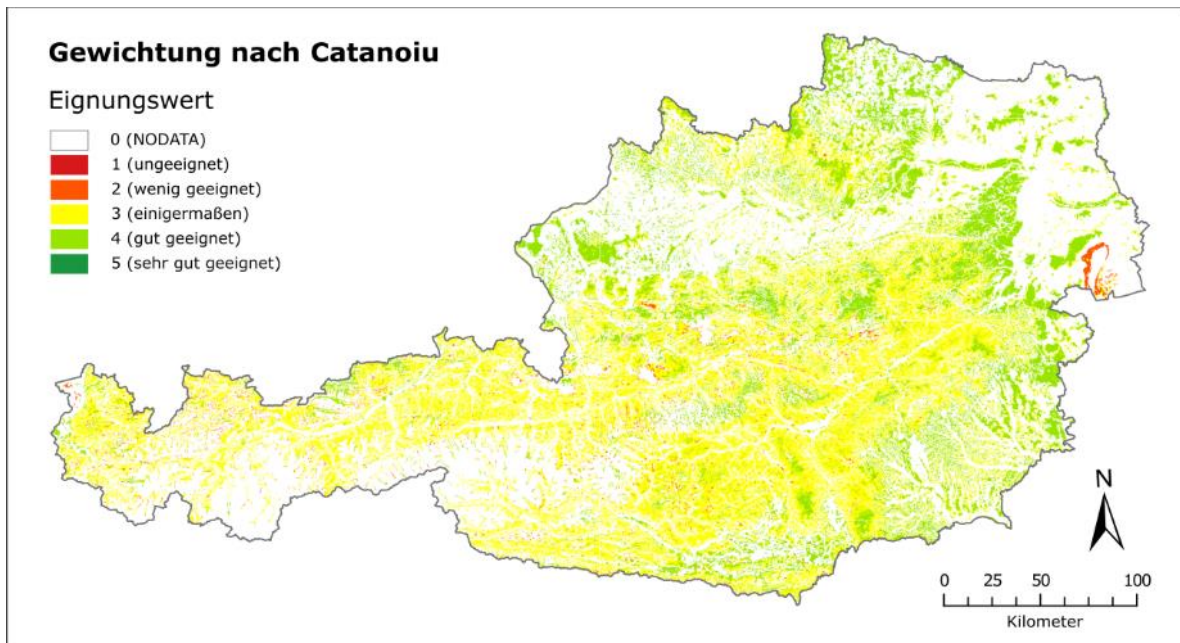 Gewichtung nach Catanoiu
Eignungswert
0 (NODATA)
1 (ungeeignet)
2 (wenig geeignet)
3 (einigermaßen)
4 (gut geeignet)
5 (sehr gut geeignet)
N
0 25 50 100
Kilometer